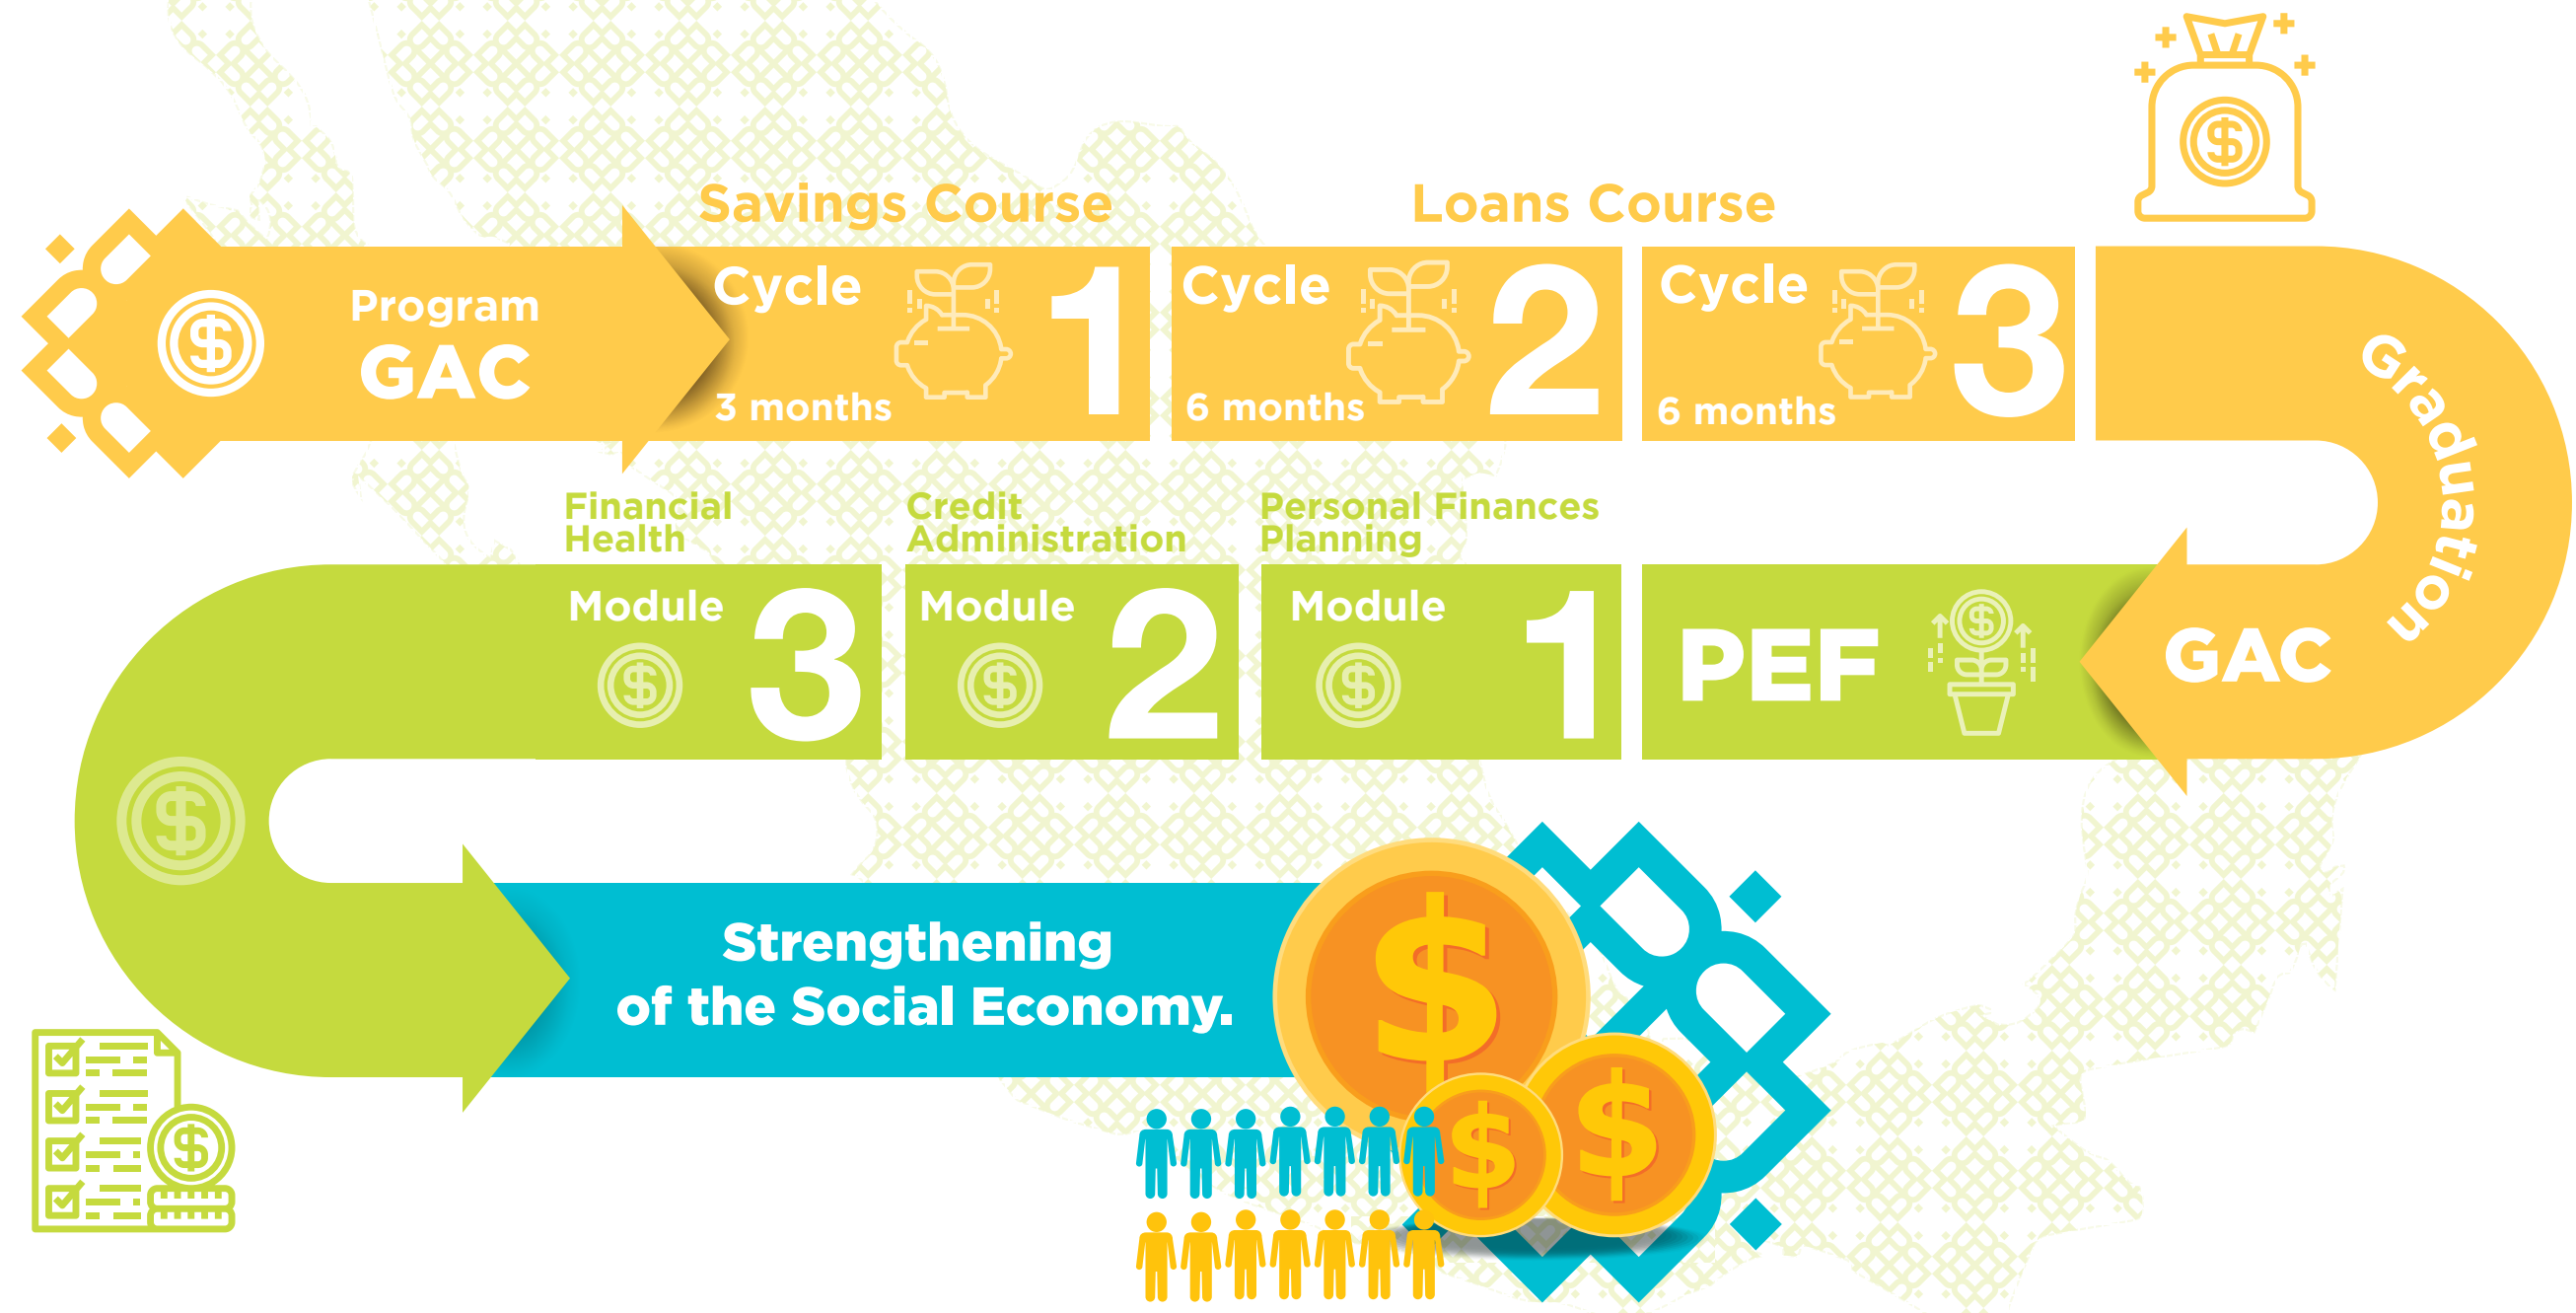 Savings Course
Loans Course
$
Program
GAC
Cycle
1
3 months
Cycle
2
6 months
Cycle
3
6 months
$
Graduation
GAC
PEF
$
Personal Finances
Planning
Module
1
$
Credit
Administration
Module
2
$
Financial
Health
Module
3
$
$
Strengthening
of the Social Economy.
$
$
$
$